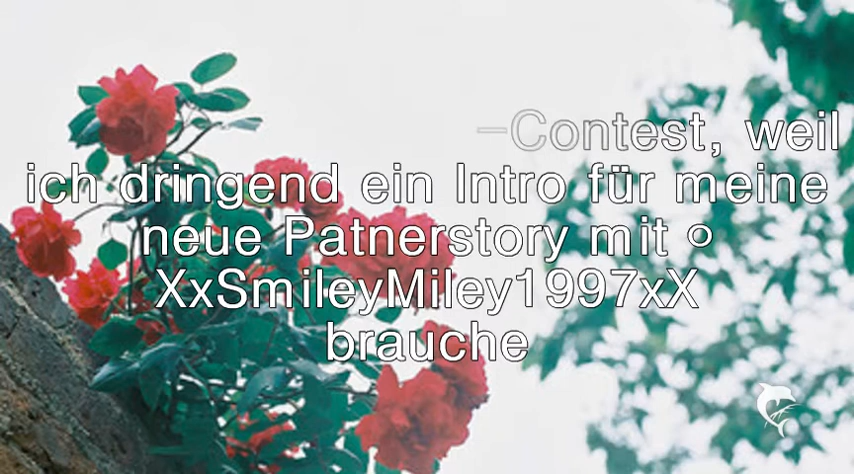 –Contest, weil
ich dringend ein Intro für meine
neue Patnerstory mit ○
XxSmileyMiley1997xX
brauche